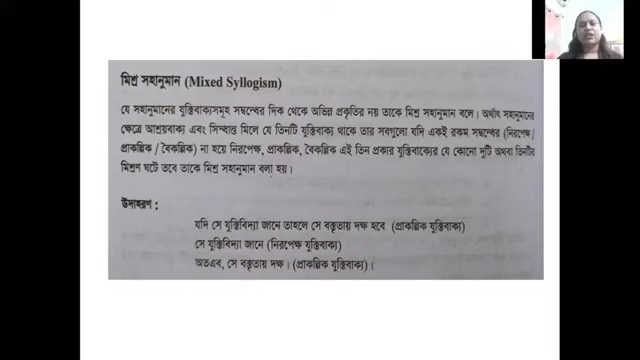 মিশ্র সহানুমান (Mixed Syllogism)
যে সহানুমানের যুক্তিবাক্যসমূহ সম্বন্ধের দিক থেকে অভিন্ন প্রকৃতির নয় তাকে মিশ্র সহানুমান বলে। অর্থাৎ সহানুমানের
ক্ষেত্রে আশ্রয়বাক্য এবং সিদ্ধান্ত মিলে যে তিনটি যুক্তিবাক্য থাকে তার সবগুলো যদি একই রকম সম্বন্ধের (নিরপেক্ষ/
প্রাকল্পিক / বৈকল্পিক) না হয়ে নিরপেক্ষ, প্রাকল্পিক, বৈকল্পিক এই তিন প্রকার যুক্তিবাক্যের যে কোনো দুটি অথবা তিনটির
মিশ্রণ ঘটে তবে তাকে মিশ্র সহানুমান বলা হয়।
উদাহরণ :
যদি সে যুক্তিবিদ্যা জানে তাহলে সে বক্তৃতায় দক্ষ হবে (প্রাকল্পিক যুক্তিবাক্য)
সে যুক্তিবিদ্যা জানে (নিরপেক্ষ যুক্তিবাক্য)
অতএব, সে বক্তৃতায় দক্ষ। (প্রাকল্পিক যুক্তিবাক্য)।